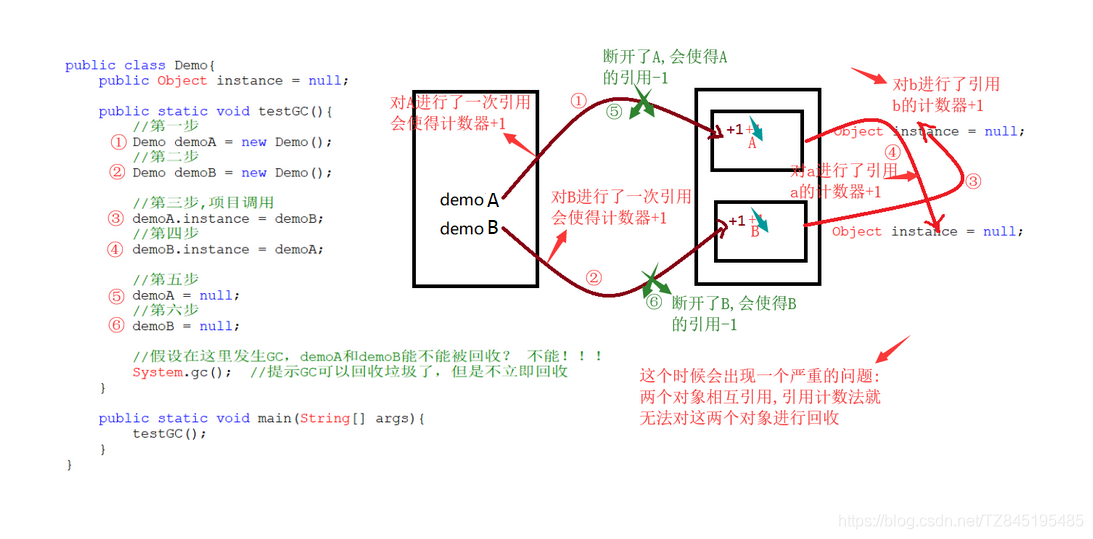 public class Demo{
public Object instance = null;
public static void testGC(){
//第一步
① Demo demoA = new Demo();
//第二步
② Demo demoB = new Demo();
//第三步,项目调用
③ demoA.instance = demoB;
//第四步
④ demoB.instance = demoA;
//第五步
⑤ demoA = null;
//第六步
⑥ demoB = null;
//假设在这里发生GC，demoA和demoB能不能被回收？ 不能！！！
System.gc(); //提示GC可以回收垃圾了，但是不立即回收
}
public static void main(String[] args){
testGC();
}
}
对A进行了一次引用
会使得计数器+1
demo A
demo B
①
断开了A,会使得A
的引用-1
⑤
对B进行了一次引用
会使得计数器+1
②
⑥ 断开了B,会使得B
的引用-1
+1
A
+1
B
对b进行了引用
b的计数器+1
Object instance = null;
④
对a进行了引用
a的计数器+1
③
Object instance = null;
这个时候会出现一个严重的问题:
两个对象相互引用,引用计数法就
无法对这两个对象进行回收
https://blog.csdn.net/TZ845195485